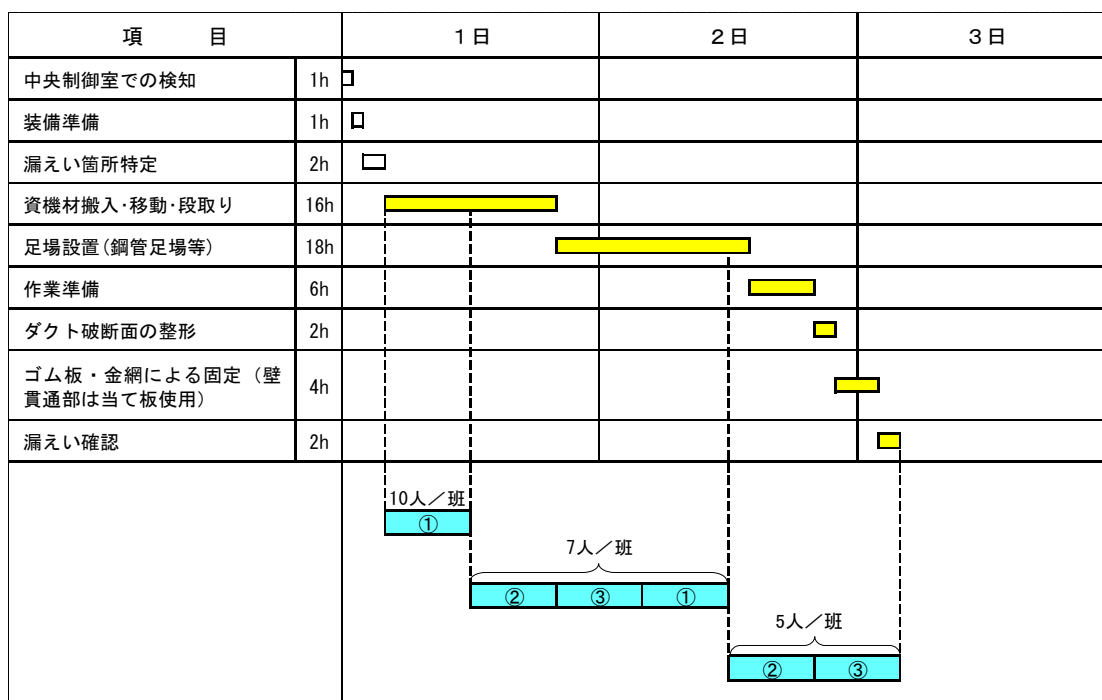 項　目 １日 ２日 ３日
中央制御室での検知 1h
装備準備 1h
漏えい箇所特定 2h
資機材搬入・移動・段取り 16h
足場設置（鋼管足場等） 18h
作業準備 6h
ダクト破断面の整形 2h
ゴム板・金網による固定（壁
貫通部は当て板使用） 4h
漏えい確認 2h
10人／班
①
7人／班
② ③ ①
5人／班
② ③